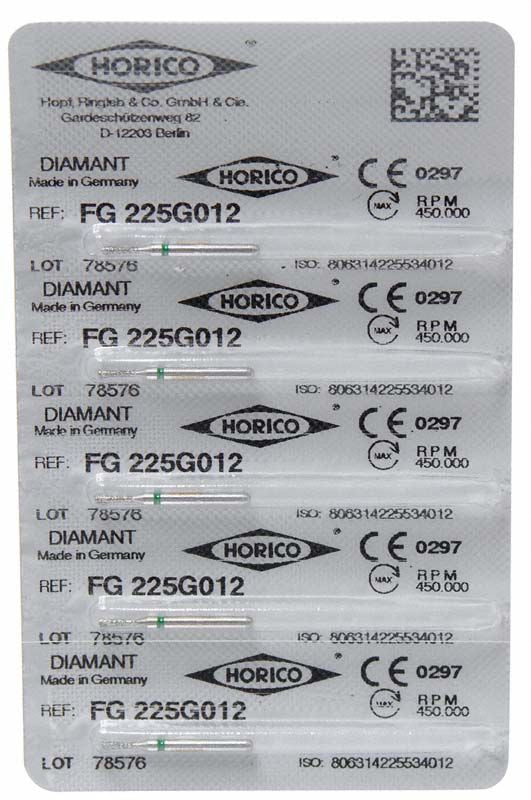 HORICO ®
Hopf, Ringleb & Co. GmbH & Cie.
Gardeschützenweg 82
D-12203 Berlin
DIAMANT HORICO ® CE 0297
Made in Germany
REF: FG 225G012 MAX RPM 450.000
LOT 78576 ISO: 806314225534012
DIAMANT HORICO ® CE 0297
Made in Germany
REF: FG 225G012 MAX RPM 450.000
LOT 78576 ISO: 806314225534012
DIAMANT HORICO ® CE 0297
Made in Germany
REF: FG 225G012 MAX RPM 450.000
LOT 78576 ISO: 806314225534012
DIAMANT HORICO ® CE 0297
Made in Germany
REF: FG 225G012 MAX RPM 450.000
LOT 78576 ISO: 806314225534012
DIAMANT HORICO ® CE 0297
Made in Germany
REF: FG 225G012 MAX RPM 450.000
LOT 78576 ISO: 806314225534012